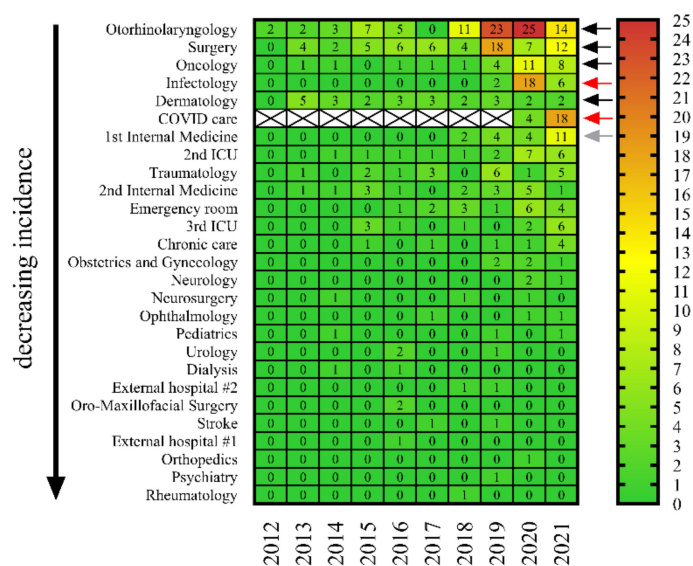 Otorhinolaryngology 2 2 3 7 5 0 11 23 25 14
Surgery 0 4 2 5 6 6 4 18 7 12
Oncology 0 1 1 0 1 1 1 4 11 8
Infectology 0 0 0 0 0 0 0 2 18 6
Dermatology 0 5 3 2 3 3 2 3 2 2
COVID care 4 18
1st Internal Medicine 0 0 0 0 0 0 2 4 4 11
2nd ICU 0 0 1 1 1 1 1 2 7 6
Traumatology 0 1 0 2 1 3 0 6 1 5
2nd Internal Medicine 0 1 1 3 1 0 2 3 5 1
Emergency room 0 0 0 0 1 2 3 1 6 4
3rd ICU 0 0 0 3 1 0 1 0 2 6
Chronic care 0 0 0 1 0 1 0 1 1 4
Obstetrics and Gynecology 0 0 0 0 0 0 0 2 2 1
Neurology 0 0 0 0 0 0 0 0 2 1
Neurosurgery 0 0 1 0 0 0 1 0 1 0
Ophthalmology 0 0 0 0 0 1 0 0 1 1
Pediatrics 0 0 1 0 0 0 0 1 0 1
Urology 0 0 0 0 2 0 0 1 0 0
Dialysis 0 0 1 0 1 0 0 0 0 0
External hospital #2 0 0 0 0 0 0 1 1 0 0
Oro-Maxillofacial Surgery 0 0 0 0 2 0 0 0 0 0
Stroke 0 0 0 0 0 1 0 1 0 0
External hospital #1 0 0 0 0 1 0 0 0 0 0
Orthopedics 0 0 0 0 0 0 0 0 1 0
Psychiatry 0 0 0 0 0 0 0 1 0 0
Rheumatology 0 0 0 0 0 0 1 0 0 0
2012 2013 2014 2015 2016 2017 2018 2019 2020 2021
decreasing incidence
25
24
23
22
21
20
19
18
17
16
15
14
13
12
11
10
9
8
7
6
5
4
3
2
1
0